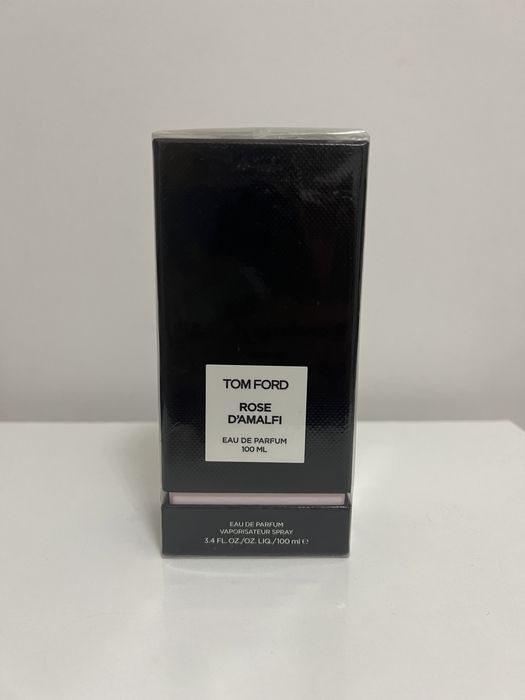 TOM FORD
ROSE
D'AMALFI
EAU DE PARFUM
100 ML
EAU DE PARFUM
VAPORISATEUR SPRAY
3.4 FL. OZ./OZ. LIQ./100 ml ℮